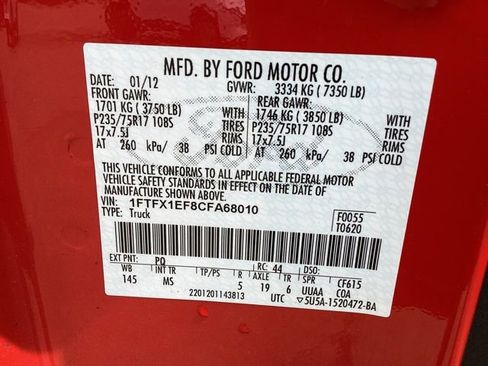 MFD. BY FORD MOTOR CO.
DATE: 01/12 GVWR: 3334 KG ( 7350 LB)
FRONT GAWR: REAR GAWR:
1701 KG ( 3750 LB) 1746 KG ( 3850 LB)
P235/75R17 108S TIRES P235/75R17 108S TIRES
17x7.5J RIMS 17x7.5J RIMS
AT 260 kPa/ 38 PSI COLD AT 260 kPa/ 38 PSI COLD
THIS VEHICLE CONFORMS TO ALL APPLICABLE FEDERAL MOTOR
VEHICLE SAFETY AND THEFT PREVENTION STANDARDS IN EFFECT ON THE DATE OF
MANUFACTURE SHOWN ABOVE.
VIN: 1FTFX1EF8CFA68010
TYPE: Truck
F0055
T0620
EXT PNT: PQ RC: 44 DSO:
WB INT TR TP/PS R AXLE TR SPR CF615
145 MS 5 19 6 UUAA COA
2201201143813 UTC 5U5A-1520472-BA